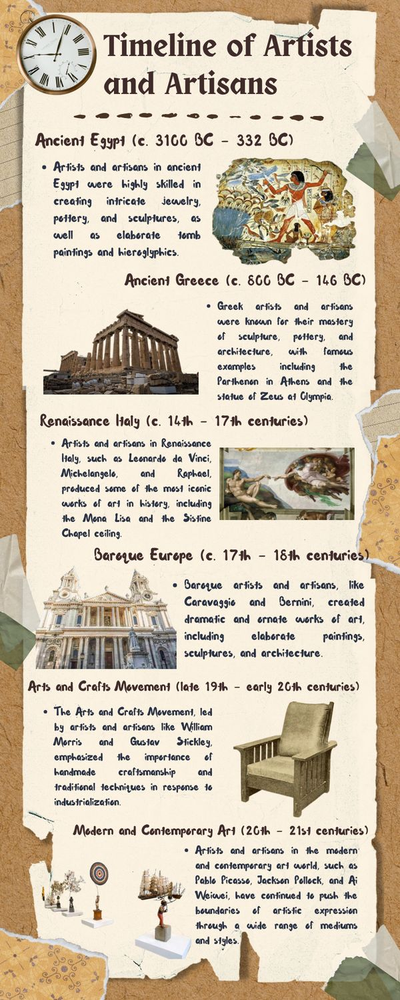 Timeline of Artists
and Artisans
Ancient Egypt (c. 3100 BC - 332 BC)
• Artists and artisans in ancient
Egypt were highly skilled in
creating intricate jewelry,
pottery, and sculptures, as
well as elaborate tomb
paintings and hieroglyphics.
Ancient Greece (c. 800 BC - 146 BC)
• Greek artists and artisans
were known for their mastery
of sculpture, pottery, and
architecture, with famous
examples including the
Parthenon in Athens and the
statue of Zeus at Olympia.
Renaissance Italy (c. 14th - 17th centuries)
• Artists and artisans in Renaissance
Italy, such as Leonardo da Vinci,
Michelangelo, and Raphael,
produced some of the most iconic
works of art in history, including
the Mona Lisa and the Sistine
Chapel ceiling.
Baroque Europe (c. 17th - 18th centuries)
• Baroque artists and artisans, like
Caravaggio and Bernini, created
dramatic and ornate works of art,
including elaborate paintings,
sculptures, and architecture.
Arts and Crafts Movement (late 19th - early 20th centuries)
• The Arts and Crafts Movement, led
by artists and artisans like William
Morris and Gustav Stickley,
emphasized the importance of
handmade craftsmanship and
traditional techniques in response to
industrialization.
Modern and Contemporary Art (20th - 21st centuries)
• Artists and artisans in the modern
and contemporary art world, such as
Pablo Picasso, Jackson Pollock, and Ai
Weiwei, have continued to push the
boundaries of artistic expression
through a wide range of mediums
and styles.